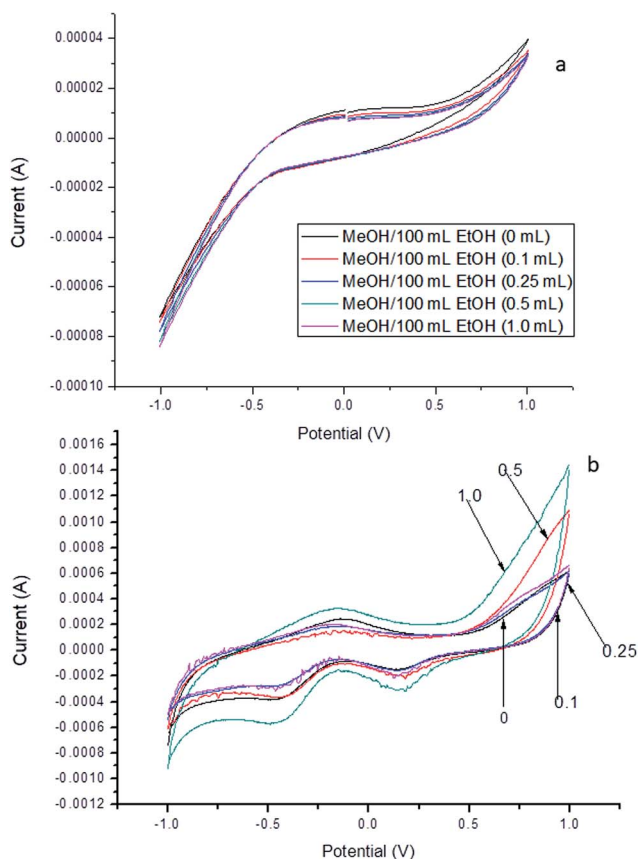 a
0.00004
0.00002
0.00000
-0.00002
-0.00004
-0.00006
-0.00008
-0.00010
Current (A)
MeOH/100 mL EtOH (0 mL)
MeOH/100 mL EtOH (0.1 mL)
MeOH/100 mL EtOH (0.25 mL)
MeOH/100 mL EtOH (0.5 mL)
MeOH/100 mL EtOH (1.0 mL)
-1.0 -0.5 0.0 0.5 1.0
Potential (V)
b
0.0016
0.0014
0.0012
0.0010
0.0008
0.0006
0.0004
0.0002
0.0000
-0.0002
-0.0004
-0.0006
-0.0008
-0.0010
-0.0012
Current (A)
0.5
1.0
0.25
0.1
0
-1.0 -0.5 0.0 0.5 1.0
Potential (V)